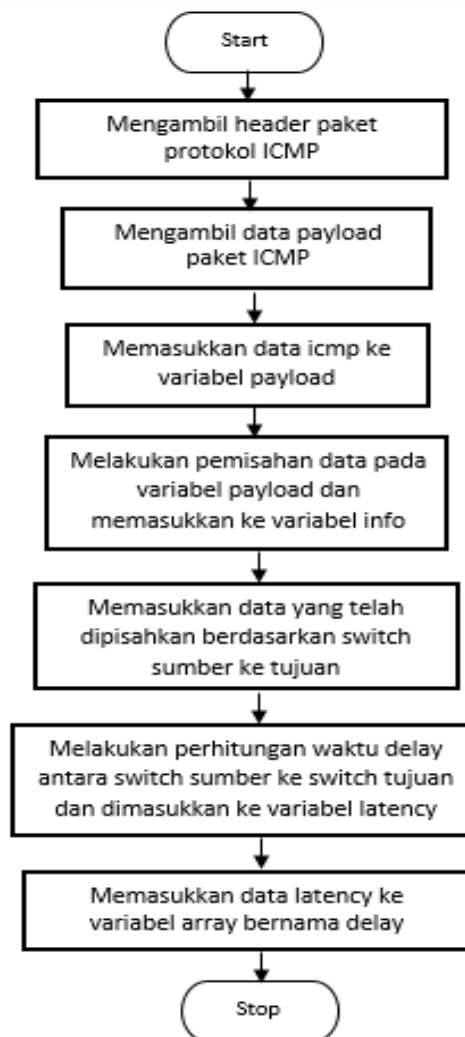 Start
Mengambil header paket
protokol ICMP
Mengambil data payload
paket ICMP
Memasukkan data icmp ke
variabel payload
Melakukan pemisahan data pada
variabel payload dan
memasukkan ke variabel info
Memasukkan data yang telah
dipisahkan berdasarkan switch
sumber ke tujuan
Melakukan perhitungan waktu delay
antara switch sumber ke switch tujuan
dan dimasukkan ke variabel latency
Memasukkan data latency ke
variabel array bernama delay
Stop